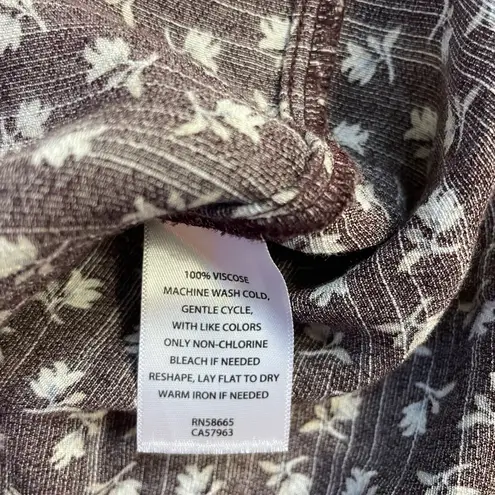 100% VISCOSE
MACHINE WASH COLD,
GENTLE CYCLE,
WITH LIKE COLORS
ONLY NON-CHLORINE
BLEACH IF NEEDED
RESHAPE, LAY FLAT TO DRY
WARM IRON IF NEEDED
RN58665
CA57963